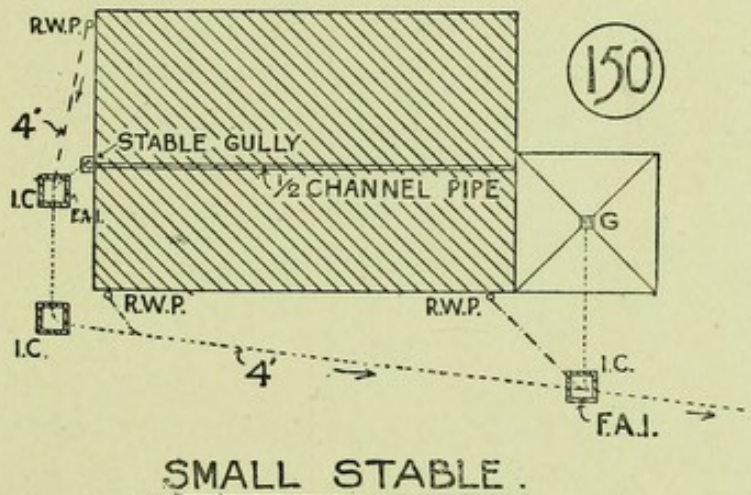 R.W.P.
150
4"
STABLE GULLY
I.C.
F.A.I.
½ CHANNEL PIPE
G
R.W.P.
R.W.P.
I.C.
4"
I.C.
F.A.I.
SMALL STABLE.